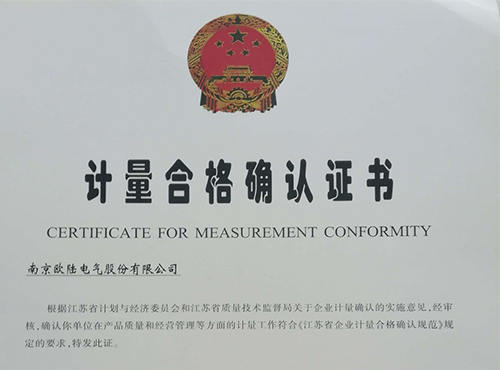 计量合格确认证书
CERTIFICATE FOR MEASUREMENT CONFORMITY
南京欧陆电气股份有限公司
根据江苏省计划与经济委员会和江苏省质量技术监督局关于企业计量确认的实施意见,经审
核,确认你单位在产品质量和经营管理等方面的计量工作符合《江苏省企业计量合格确认规范》规
定的要求,特发此证。